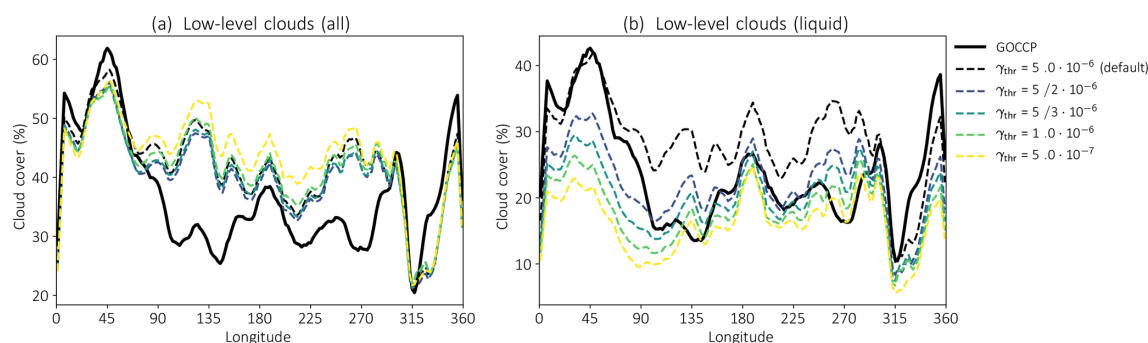 (a) Low-level clouds (all)
Cloud cover (%)
60
50
40
30
20
0 45 90 135 180 225 270 315 360
Longitude
(b) Low-level clouds (liquid)
Cloud cover (%)
40
30
20
10
0 45 90 135 180 225 270 315 360
Longitude
GOCCP
γthr = 5 .0 · 10⁻⁶ (default)
γthr = 5 /2 · 10⁻⁶
γthr = 5 /3 · 10⁻⁶
γthr = 1.0 · 10⁻⁶
γthr = 5 .0 · 10⁻⁷